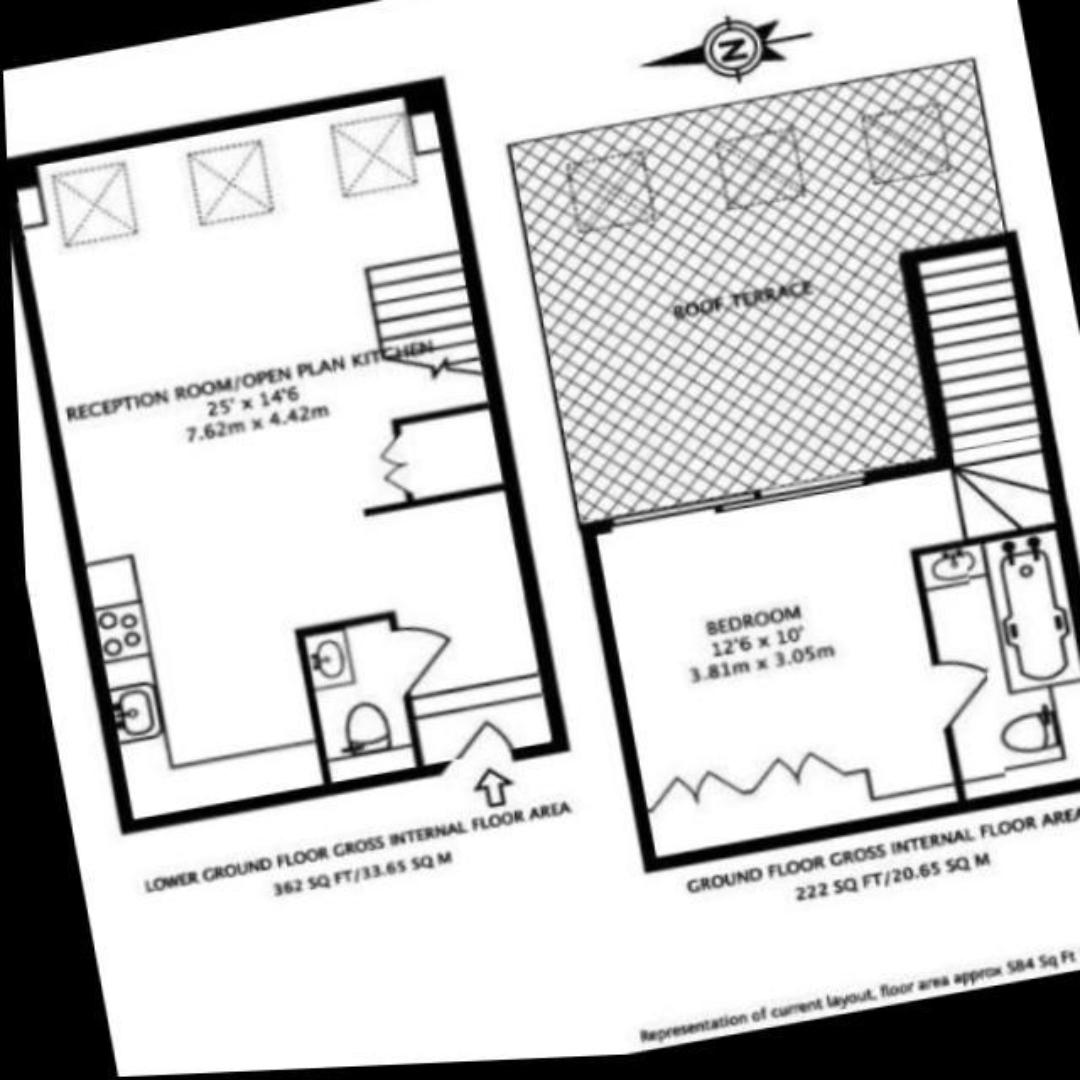 N
RECEPTION ROOM/OPEN PLAN KITCHEN
25' x 14'6
7.62m x 4.42m
ROOF TERRACE
BEDROOM
12'6 x 10'
3.81m x 3.05m
LOWER GROUND FLOOR GROSS INTERNAL FLOOR AREA
362 SQ FT/33.65 SQ M
GROUND FLOOR GROSS INTERNAL FLOOR AREA
222 SQ FT/20.65 SQ M
Representation of current layout, floor area approx 584 Sq Ft